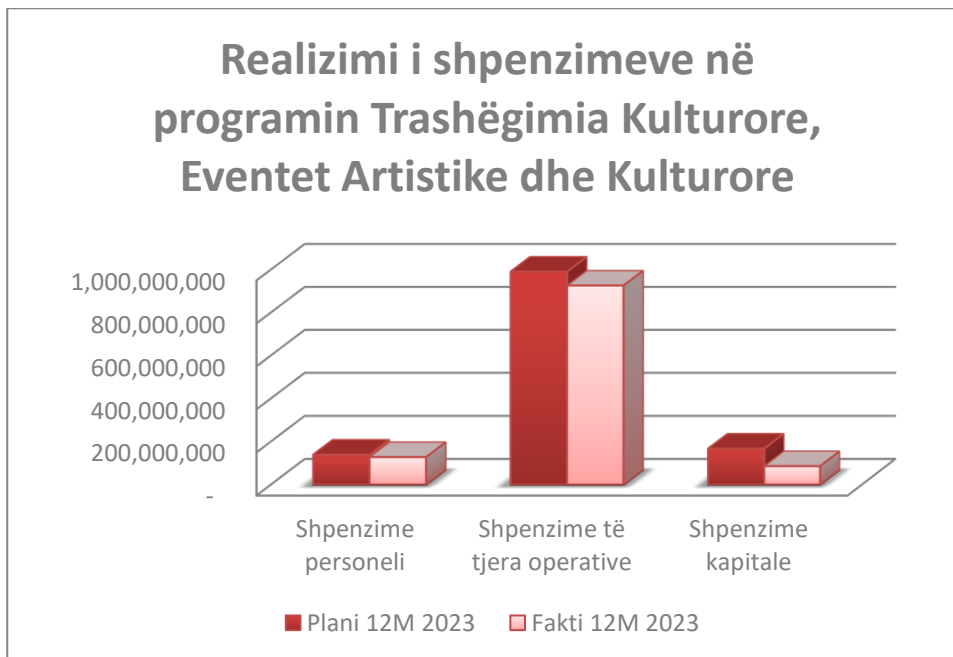 Realizimi i shpenzimeve në
programin Trashëgimia Kulturore,
Eventet Artistike dhe Kulturore
1,000,000,000
800,000,000
600,000,000
400,000,000
200,000,000
-
Shpenzime
personeli
Shpenzime të
tjera operative
Shpenzime
kapitale
Plani 12M 2023
Fakti 12M 2023